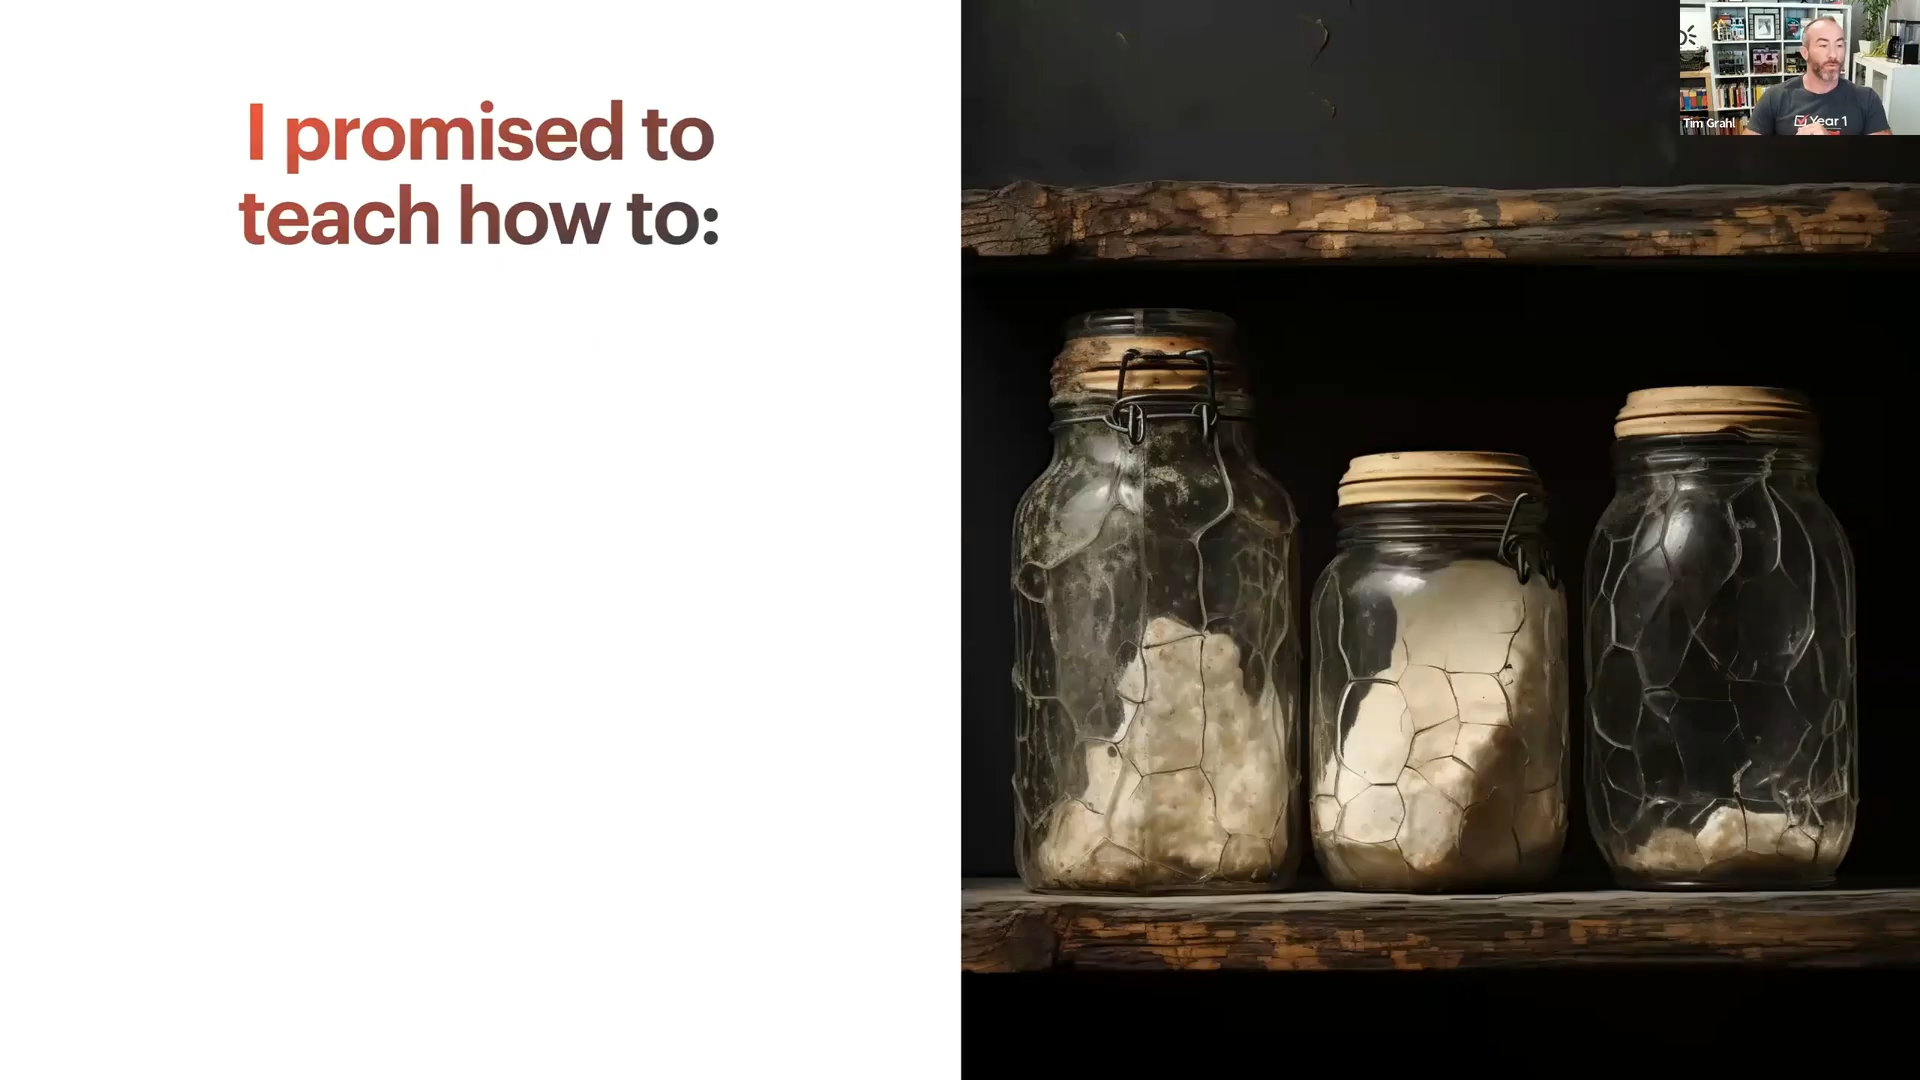 I promised to
teach how to:
Tim Grahl
Year 1